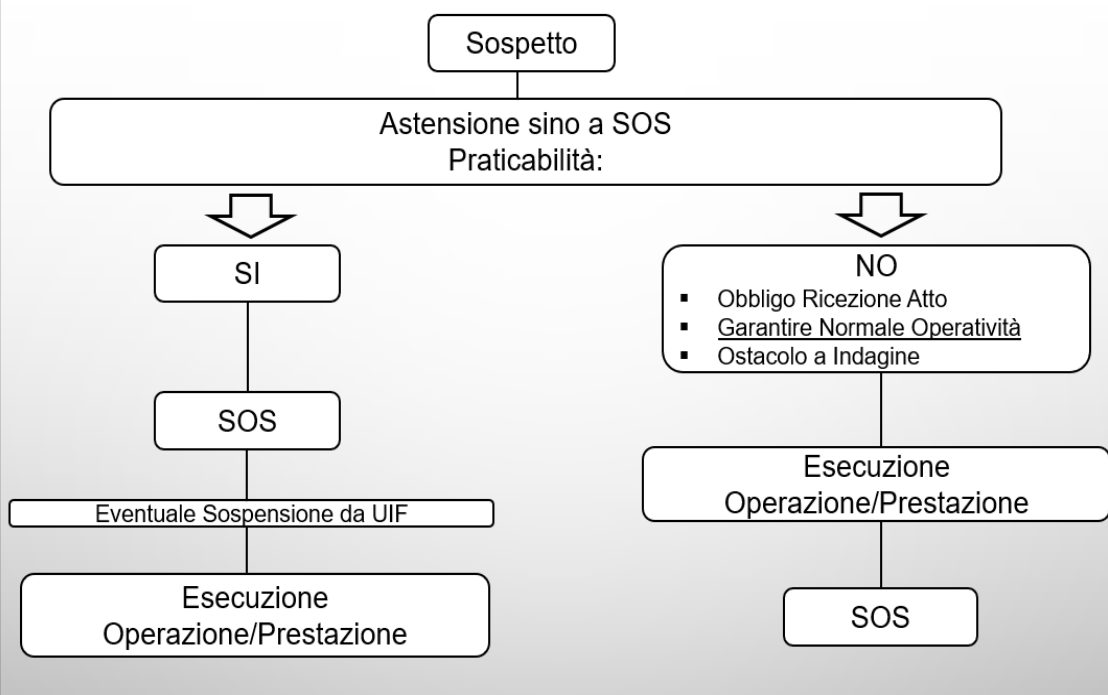 Sospetto
Astensione sino a SOS
Praticabilità:
SI
SOS
Eventuale Sospensione da UIF
Esecuzione
Operazione/Prestazione
NO
▪ Obbligo Ricezione Atto
▪ Garantire Normale Operatività
▪ Ostacolo a Indagine
Esecuzione
Operazione/Prestazione
SOS